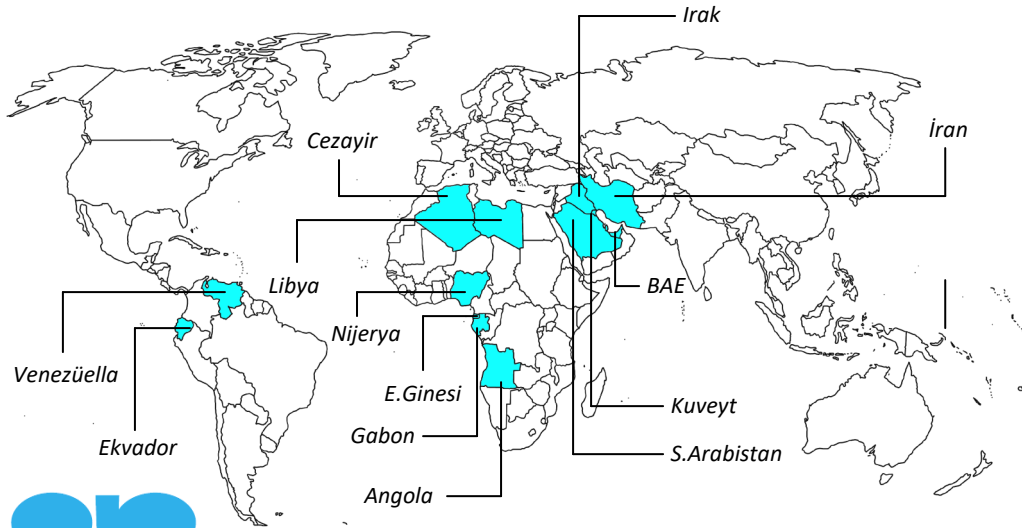 Irak
Cezayir
İran
Libya
BAE
Nijerya
Venezüella
E.Ginesi
Kuveyt
Gabon
Ekvador
S.Arabistan
Angola